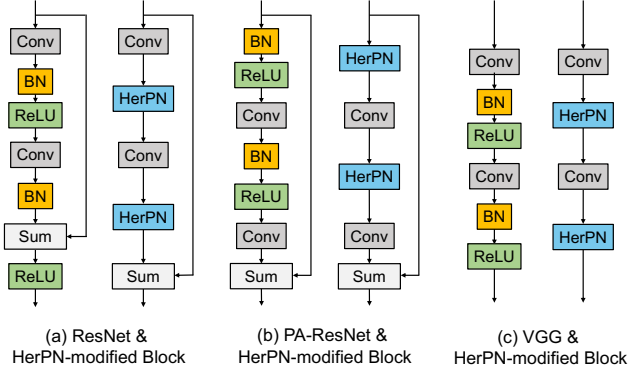 Conv
BN
ReLU
Conv
BN
Sum
ReLU
Conv
HerPN
Conv
HerPN
Sum
(a) ResNet &
HerPN-modified Block
BN
ReLU
Conv
BN
ReLU
Conv
Sum
HerPN
Conv
HerPN
Conv
Sum
(b) PA-ResNet &
HerPN-modified Block
Conv
BN
ReLU
Conv
BN
ReLU
Conv
HerPN
Conv
HerPN
(c) VGG &
HerPN-modified Block